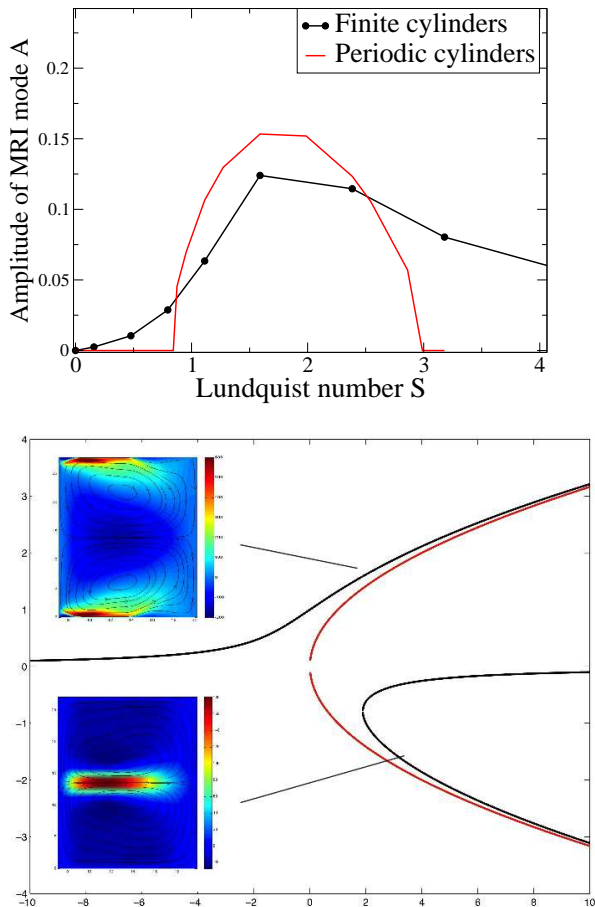 Finite cylinders
Periodic cylinders
Amplitude of MRI mode A
0.2
0.15
0.1
0.05
0
0 1 2 3 4
Lundquist number S
4
3
2
1
0
−1
−2
−3
−4
−10 −8 −6 −4 −2 0 2 4 6 8 10